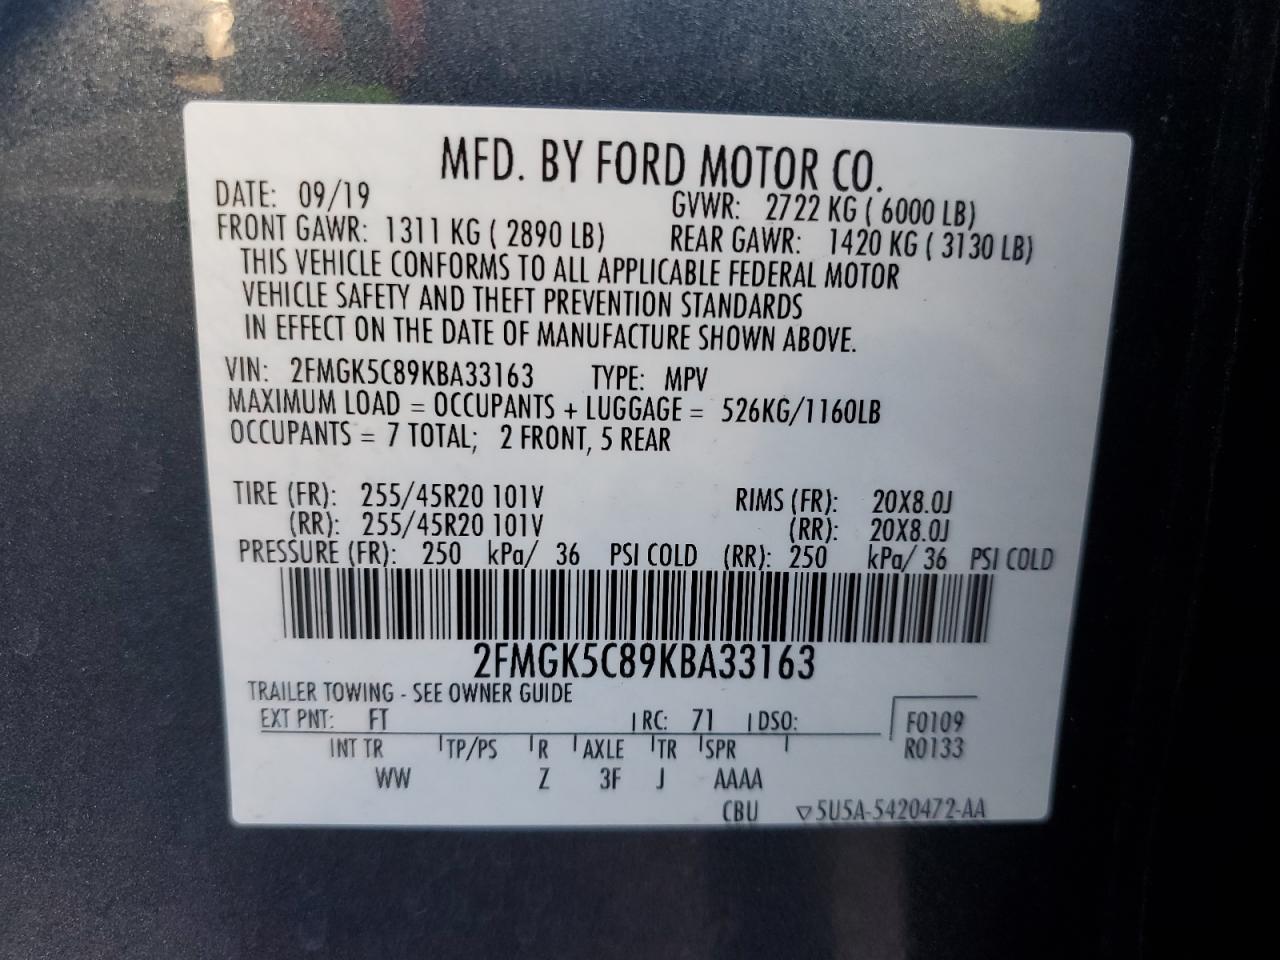 MFD. BY FORD MOTOR CO.
DATE: 09/19 GVWR: 2722 KG ( 6000 LB)
FRONT GAWR: 1311 KG ( 2890 LB) REAR GAWR: 1420 KG ( 3130 LB)
THIS VEHICLE CONFORMS TO ALL APPLICABLE FEDERAL MOTOR
VEHICLE SAFETY AND THEFT PREVENTION STANDARDS
IN EFFECT ON THE DATE OF MANUFACTURE SHOWN ABOVE.
VIN: 2FMGK5C89KBA33163 TYPE: MPV
MAXIMUM LOAD = OCCUPANTS + LUGGAGE = 526KG/1160LB
OCCUPANTS = 7 TOTAL; 2 FRONT, 5 REAR
TIRE (FR): 255/45R20 101V RIMS (FR): 20X8.0J
(RR): 255/45R20 101V (RR): 20X8.0J
PRESSURE (FR): 250 kPa/ 36 PSI COLD (RR): 250 kPa/ 36 PSI COLD
2FMGK5C89KBA33163
TRAILER TOWING - SEE OWNER GUIDE
EXT PNT: FT RC: 71 DSO: F0109
INT TR TP/PS R AXLE TR SPR R0133
WW Z 3F J AAAA
CBU ▽5U5A-5420472-AA